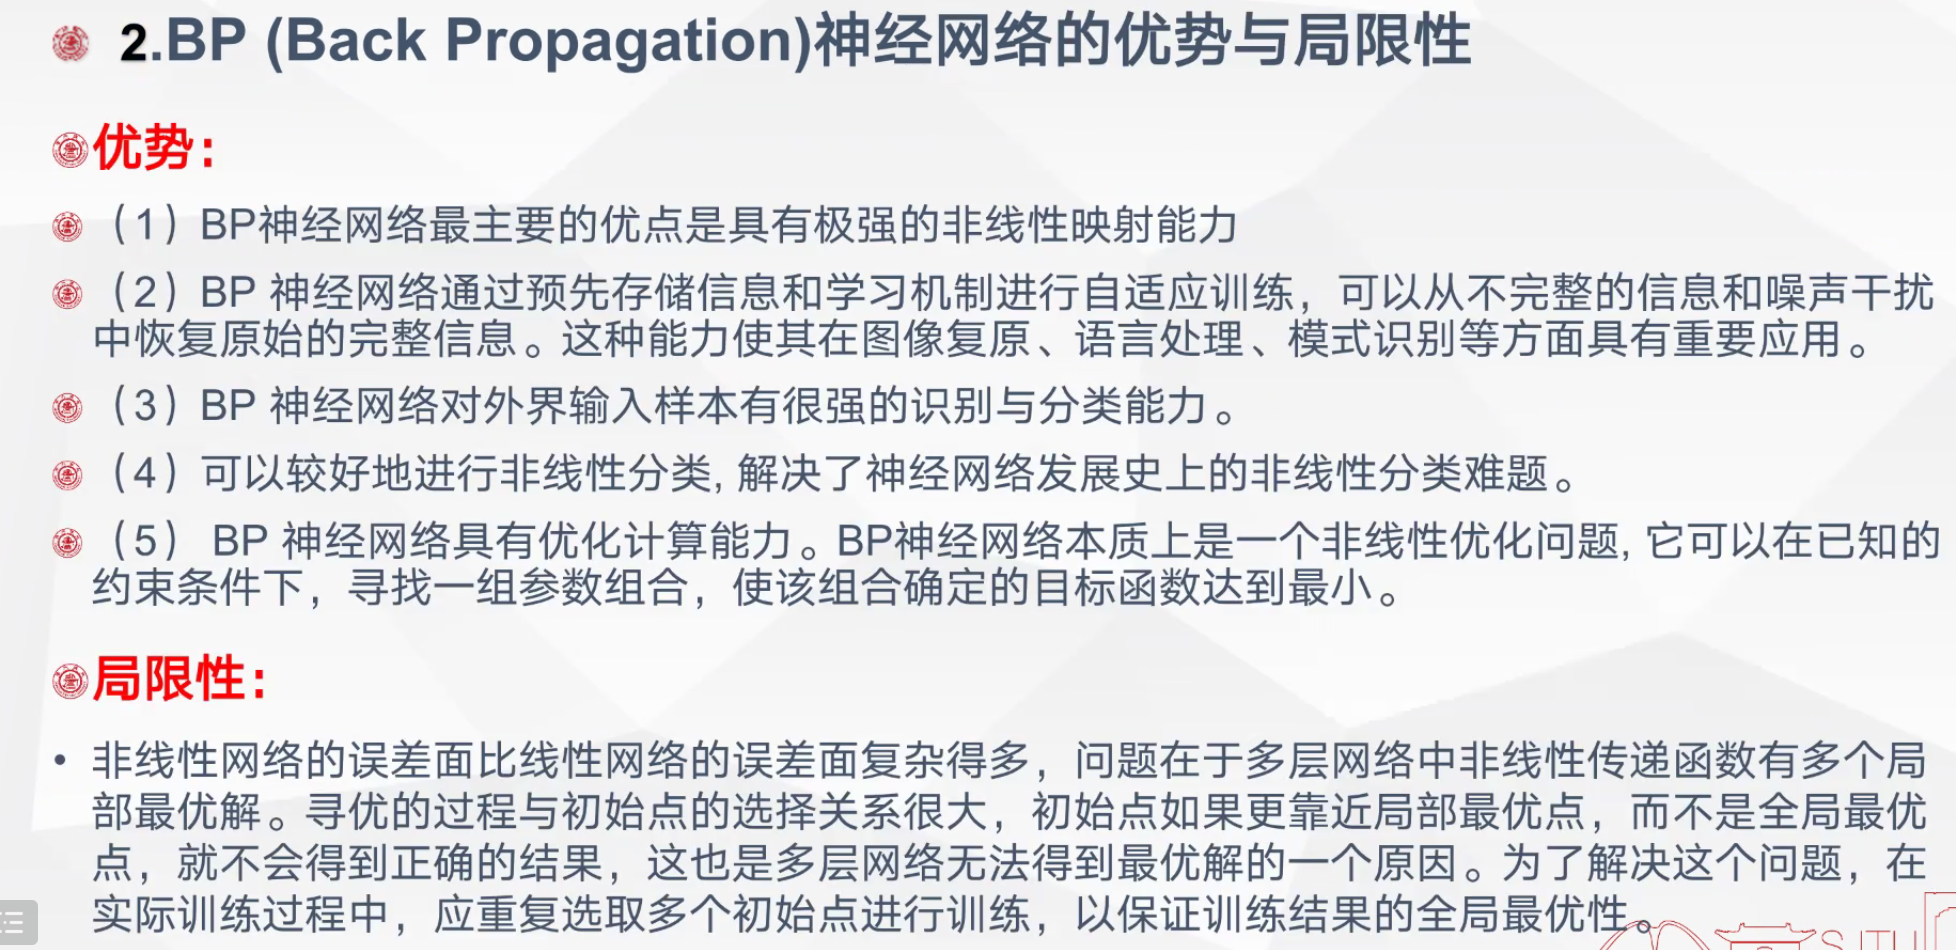 2.BP (Back Propagation)神经网络的优势与局限性
优势：
（1）BP神经网络最主要的优点是具有极强的非线性映射能力
（2）BP 神经网络通过预先存储信息和学习机制进行自适应训练，可以从不完整的信息和噪声干扰
中恢复原始的完整信息。这种能力使其在图像复原、语言处理、模式识别等方面具有重要应用。
（3）BP 神经网络对外界输入样本有很强的识别与分类能力。
（4）可以较好地进行非线性分类, 解决了神经网络发展史上的非线性分类难题。
（5） BP 神经网络具有优化计算能力。BP神经网络本质上是一个非线性优化问题, 它可以在已知的
约束条件下，寻找一组参数组合，使该组合确定的目标函数达到最小。
局限性：
• 非线性网络的误差面比线性网络的误差面复杂得多，问题在于多层网络中非线性传递函数有多个局
部最优解。寻优的过程与初始点的选择关系很大，初始点如果更靠近局部最优点，而不是全局最优
点，就不会得到正确的结果，这也是多层网络无法得到最优解的一个原因。为了解决这个问题，在
实际训练过程中，应重复选取多个初始点进行训练，以保证训练结果的全局最优性。
SJTU